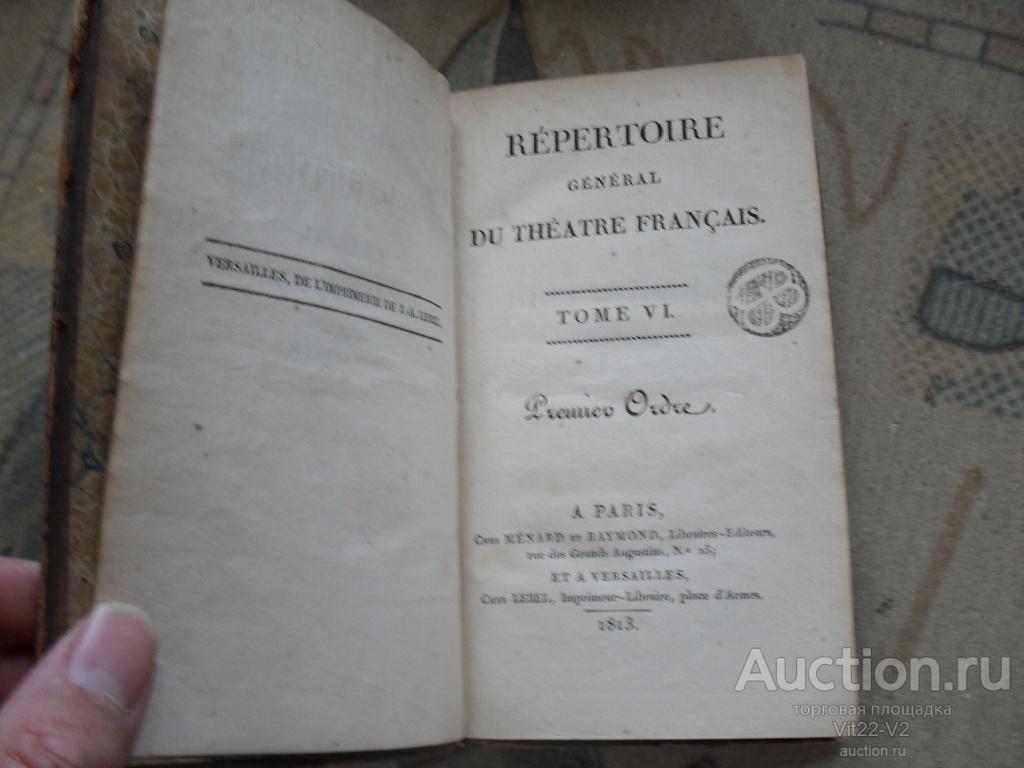 VERSAILLES, DE L'IMPRIMERIE DE J.-A. LEBEL.
RÉPERTOIRE
GÉNÉRAL
DU THÉATRE FRANÇAIS.
TOME VI.
Premier Ordre.
A PARIS,
CHEZ MÉNARD ET RAYMOND, Libraires-Editeurs,
rue des Grands Augustins, N.º 25;
ET A VERSAILLES,
CHEZ LEBEL, Imprimeur-Libraire, place d'Armes.
1813.
Auction.ru
торговая площадка
Vit22-V2
auction.ru